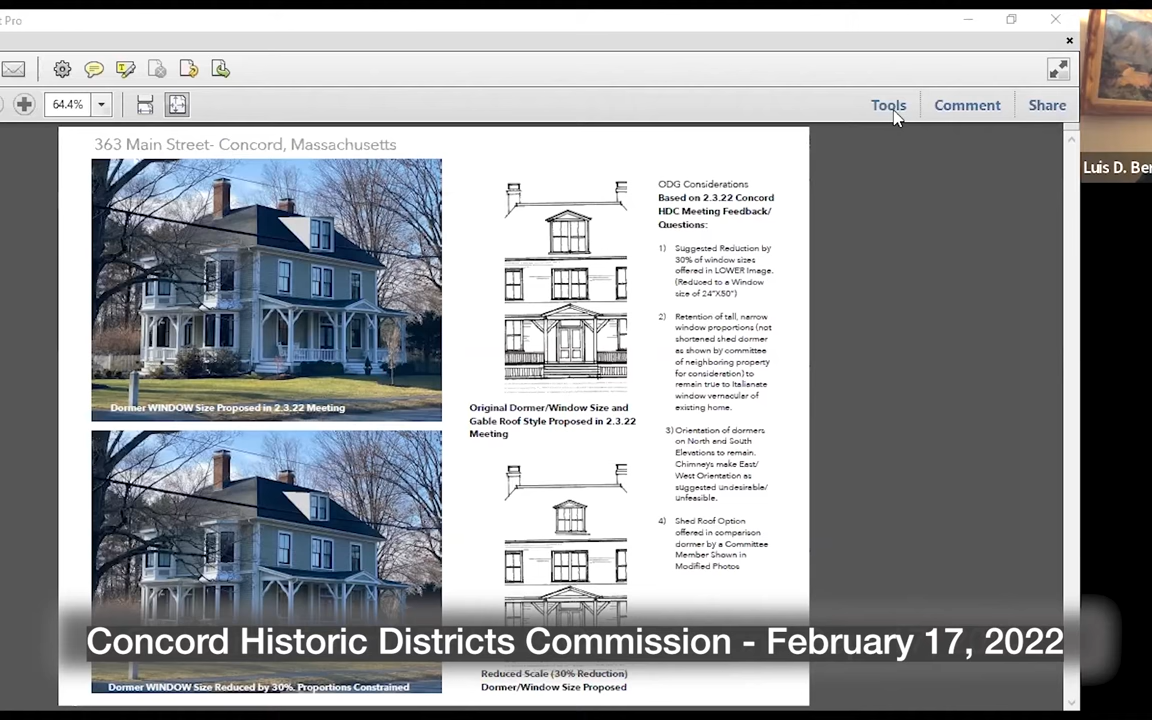 t Pro
64.4%
Tools
Comment
Share
363 Main Street- Concord, Massachusetts
Dormer WINDOW Size Proposed in 2.3.22 Meeting
Original Dormer/Window Size and
Gable Roof Style Proposed in 2.3.22
Meeting
ODG Considerations
Based on 2.3.22 Concord
HDC Meeting Feedback/
Questions:
1) Suggested Reduction by
30% of window sizes
offered in LOWER Image.
(Reduced to a Window
size of 24"X50")
2) Retention of tall, narrow
window proportions (not
shortened shed dormer
as shown by committee
of neighboring property
for consideration) to
remain true to Italianate
window vernacular of
existing home.
3) Orientation of dormers
on North and South
Elevations to remain.
Chimneys make East/
West Orientation as
suggested undesirable/
unfeasible.
4) Shed Roof Option
offered in comparison
dormer by a Committee
Member Shown in
Modified Photos
Luis D. Ber
Concord Historic Districts Commission - February 17, 2022
Dormer WINDOW Size Reduced by 30%. Proportions Constrained
Reduced Scale (30% Reduction)
Dormer/Window Size Proposed